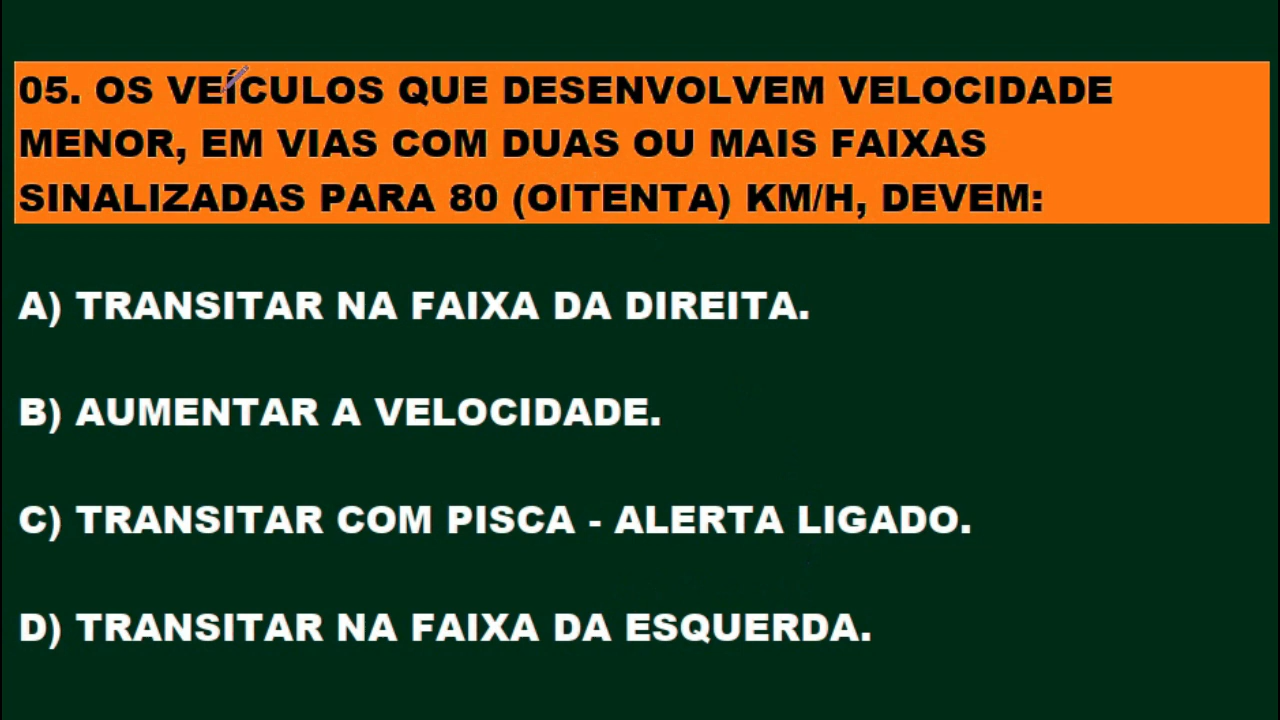 05. OS VEÍCULOS QUE DESENVOLVEM VELOCIDADE
MENOR, EM VIAS COM DUAS OU MAIS FAIXAS
SINALIZADAS PARA 80 (OITENTA) KM/H, DEVEM:
A) TRANSITAR NA FAIXA DA DIREITA.
B) AUMENTAR A VELOCIDADE.
C) TRANSITAR COM PISCA - ALERTA LIGADO.
D) TRANSITAR NA FAIXA DA ESQUERDA.